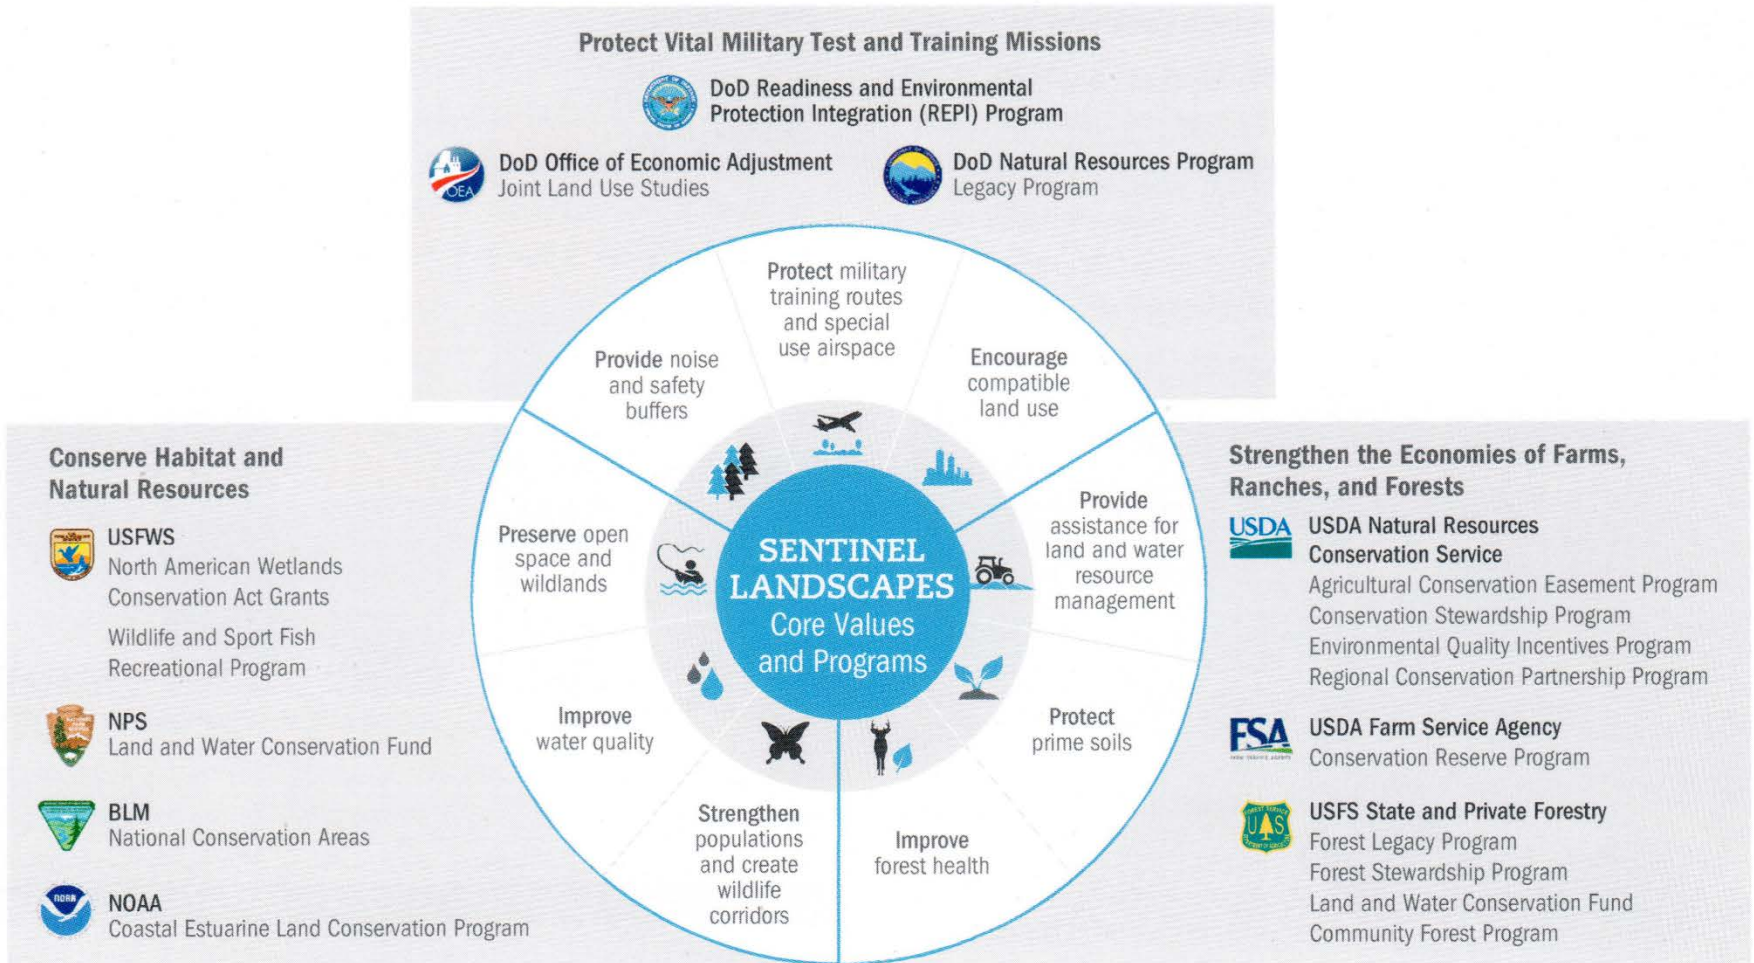 Protect Vital Military Test and Training Missions
DoD Readiness and Environmental
Protection Integration (REPI) Program
OEA
DoD Office of Economic Adjustment
Joint Land Use Studies
DoD Natural Resources Program
Legacy Program
Protect military
training routes
and special
use airspace
Provide noise
and safety
buffers
Encourage
compatible
land use
Preserve open
space and
wildlands
Provide
assistance for
land and water
resource
management
SENTINEL
LANDSCAPES
Core Values
and Programs
Improve
water quality
Protect
prime soils
Strengthen
populations
and create
wildlife
corridors
Improve
forest health
Conserve Habitat and
Natural Resources
USFWS
North American Wetlands
Conservation Act Grants
Wildlife and Sport Fish
Recreational Program
NPS
Land and Water Conservation Fund
BLM
National Conservation Areas
NOAA
NOAA
Coastal Estuarine Land Conservation Program
Strengthen the Economies of Farms,
Ranches, and Forests
USDA
USDA Natural Resources
Conservation Service
Agricultural Conservation Easement Program
Conservation Stewardship Program
Environmental Quality Incentives Program
Regional Conservation Partnership Program
FSA
USDA Farm Service Agency
Conservation Reserve Program
UAS
USFS State and Private Forestry
Forest Legacy Program
Forest Stewardship Program
Land and Water Conservation Fund
Community Forest Program